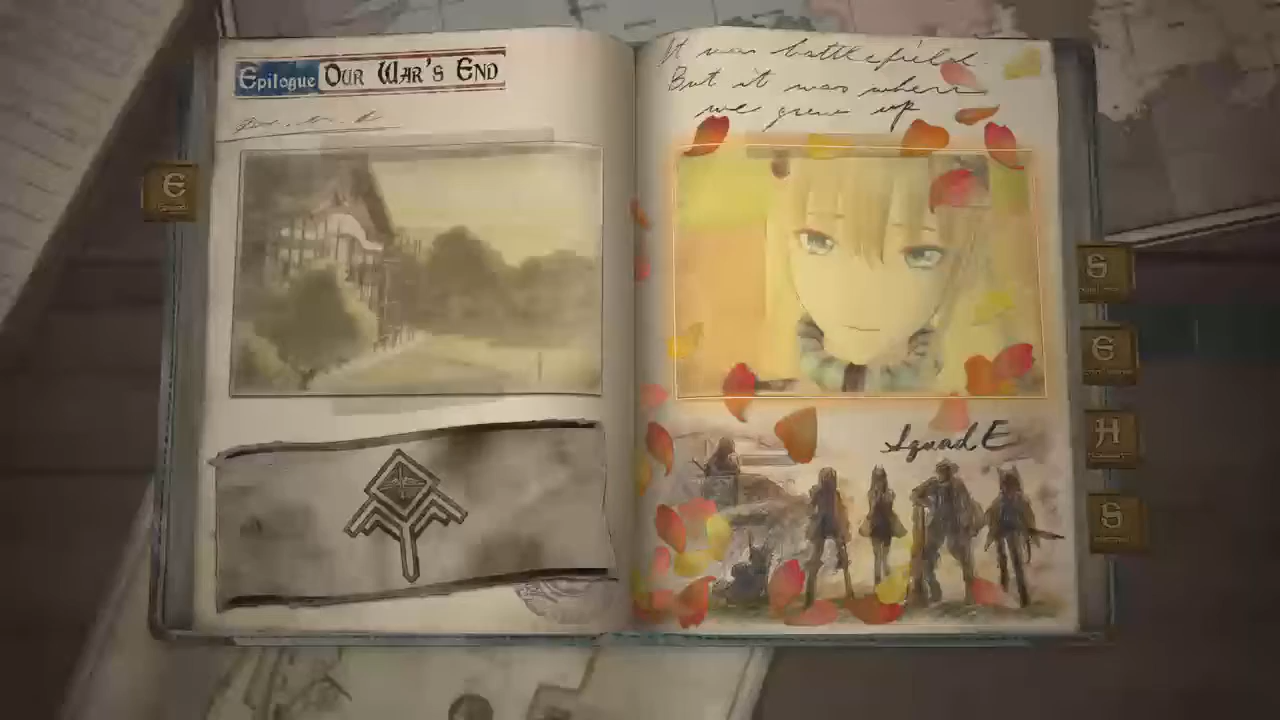 Epilogue OUR WAR'S END
It was battlefield.
But it was where
we grew up
Squad E
E
S
E
H
S